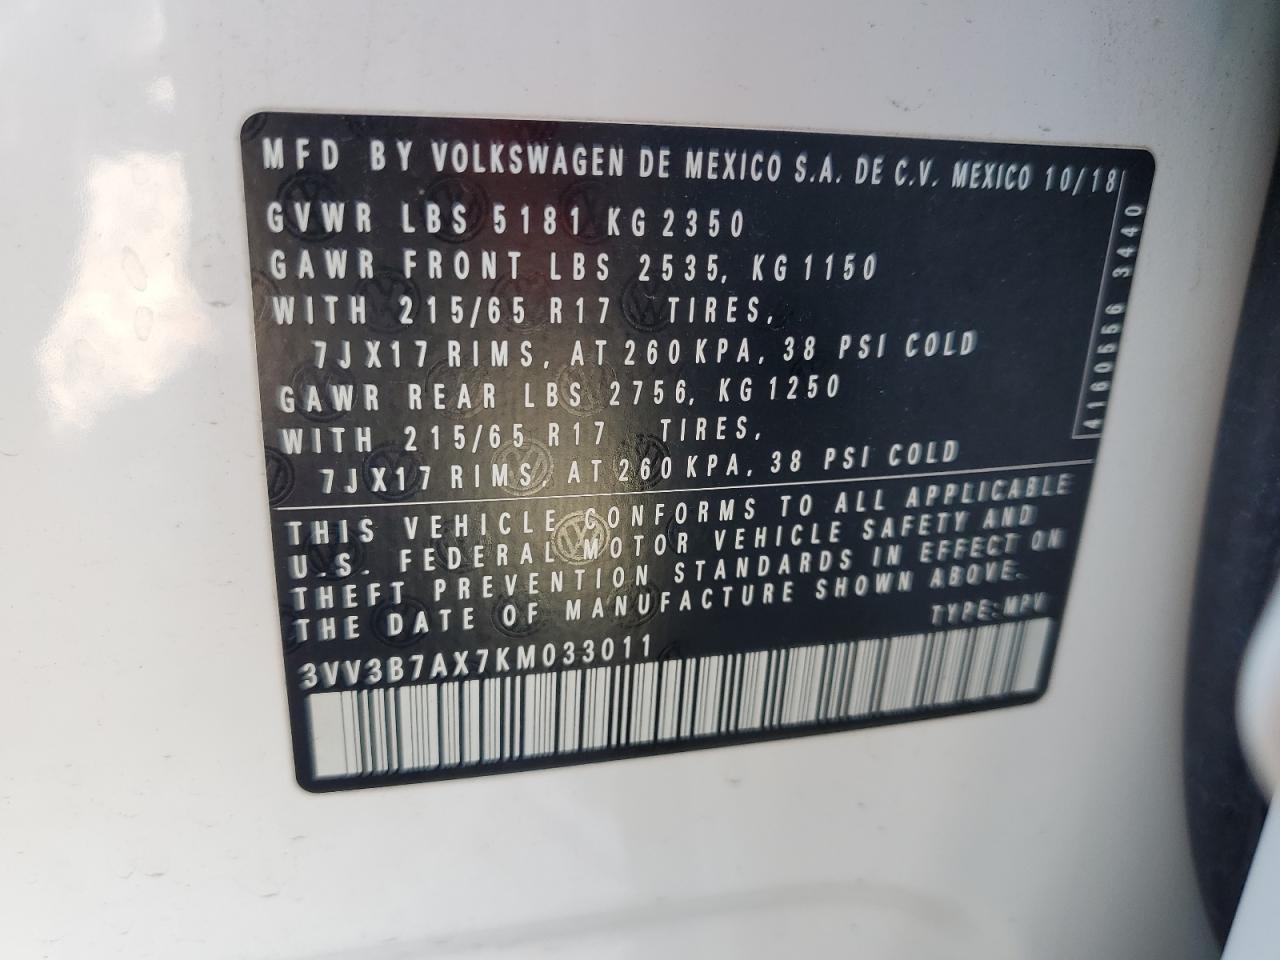 MFD BY VOLKSWAGEN DE MEXICO S.A. DE C.V. MEXICO 10/18
GVWR LBS 5181 KG 2350
GAWR FRONT LBS 2535, KG 1150
WITH 215/65 R17 TIRES,
7JX17 RIMS, AT 260 KPA, 38 PSI COLD
GAWR REAR LBS 2756, KG 1250
WITH 215/65 R17 TIRES,
7JX17 RIMS, AT 260 KPA, 38 PSI COLD
4160556 3440
THIS VEHICLE CONFORMS TO ALL APPLICABLE
U.S. FEDERAL MOTOR VEHICLE SAFETY AND
THEFT PREVENTION STANDARDS IN EFFECT ON
THE DATE OF MANUFACTURE SHOWN ABOVE.
TYPE: MPV
3VV3B7AX7KM033011